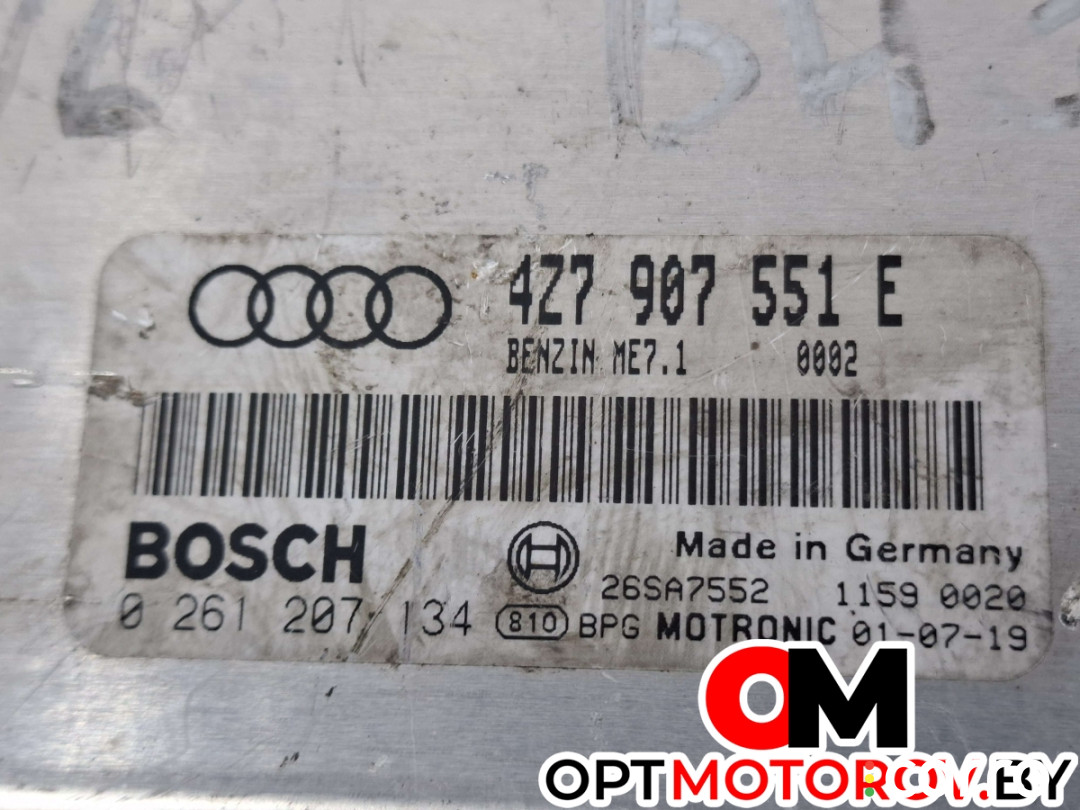 4Z7 907 551 E
BENZIN ME7.1 0002
BOSCH
Made in Germany
26SA7552 1159 0020
0 261 207 134 810 BPG MOTRONIC 01-07-19
OM
OPTMOTOROV.BY